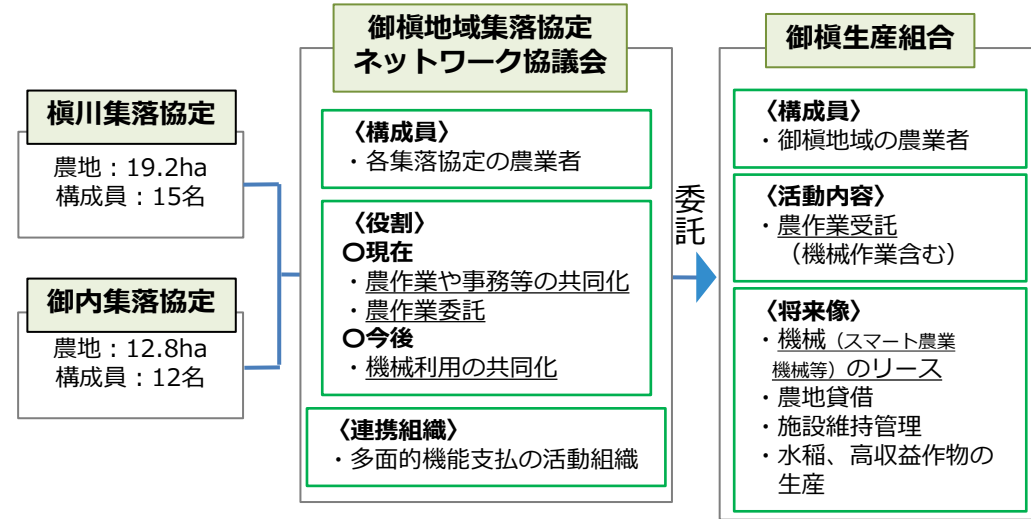 槇川集落協定
農地：19.2ha
構成員：15名
御内集落協定
農地：12.8ha
構成員：12名
御槇地域集落協定
ネットワーク協議会
〈構成員〉
・各集落協定の農業者
〈役割〉
〇現在
・農作業や事務等の共同化
・農作業委託
〇今後
・機械利用の共同化
〈連携組織〉
・多面的機能支払の活動組織
委託
御槇生産組合
〈構成員〉
・御槇地域の農業者
〈活動内容〉
・農作業受託
（機械作業含む）
〈将来像〉
・機械（スマート農業
機械等）のリース
・農地貸借
・施設維持管理
・水稲、高収益作物の
生産